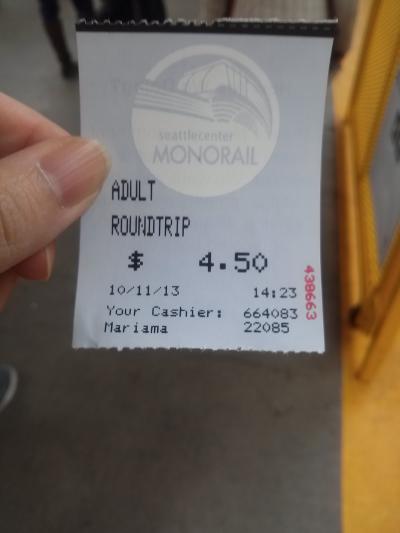 seattlecenter
MONORAIL
ADULT
ROUNDTRIP
$ 4.50
10/11/13 14:23
Your Cashier: 664083
Mariama 22085
438663